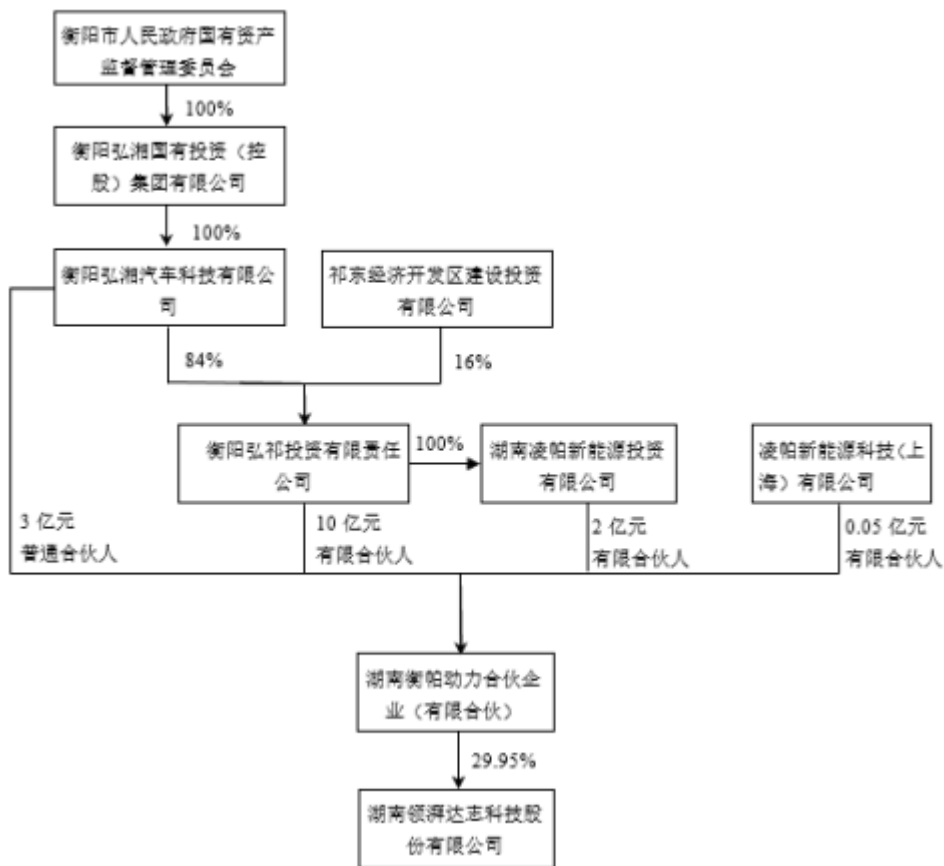 衡阳市人民政府国有资产
监督管理委员会
100%
衡阳弘湘国有投资（控
股）集团有限公司
100%
衡阳弘湘汽车科技有限公
司
祁东经济开发区建设投资
有限公司
84%
16%
衡阳弘祁投资有限责任
公司
100%
湖南凌帕新能源投资
有限公司
凌帕新能源科技（上
海）有限公司
3 亿元
普通合伙人
10 亿元
有限合伙人
2 亿元
有限合伙人
0.05 亿元
有限合伙人
湖南衡帕动力合伙企
业（有限合伙）
29.95%
湖南领湃达志科技股
份有限公司